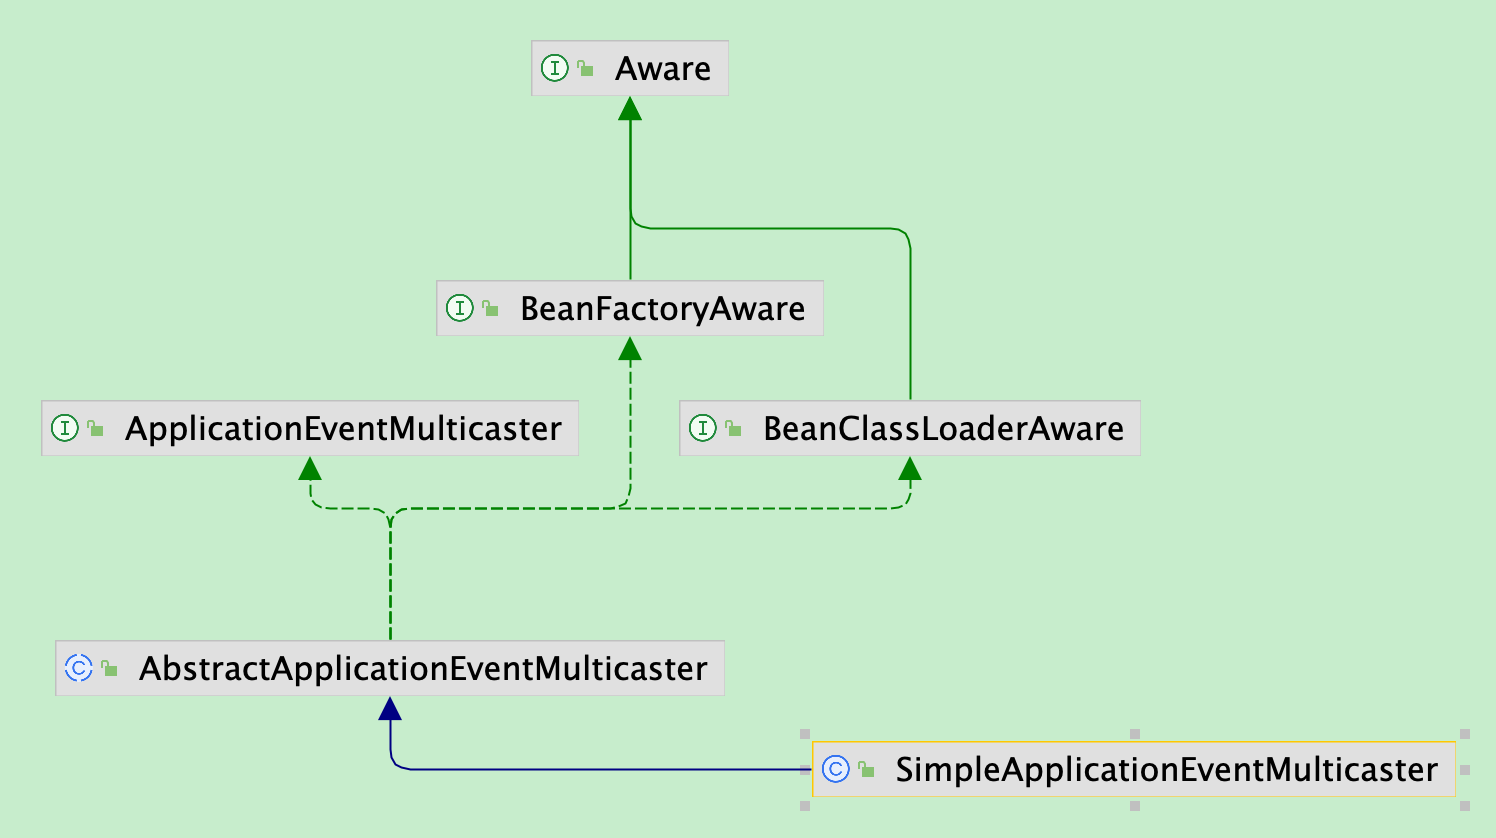 Aware
BeanFactoryAware
ApplicationEventMulticaster
BeanClassLoaderAware
AbstractApplicationEventMulticaster
SimpleApplicationEventMulticaster